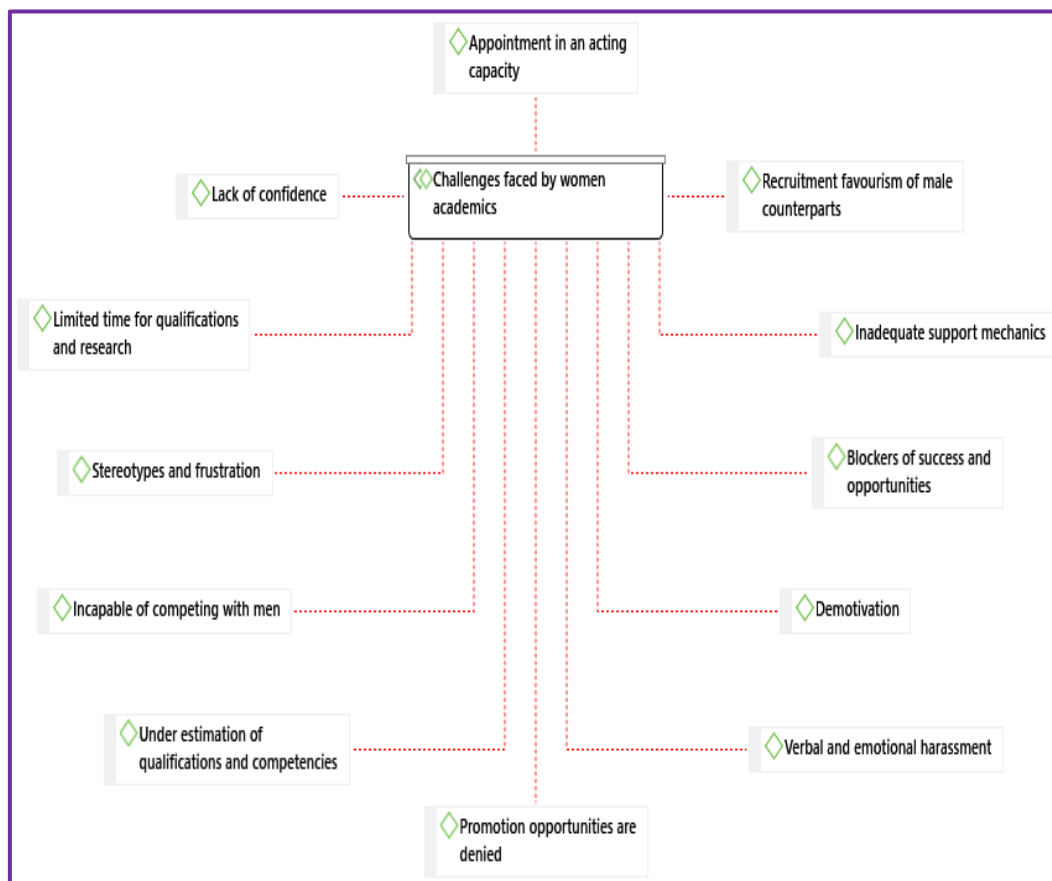 Appointment in an acting
capacity
Challenges faced by women
academics
Lack of confidence
Recruitment favourism of male
counterparts
Limited time for qualifications
and research
Inadequate support mechanics
Stereotypes and frustration
Blockers of success and
opportunities
Incapable of competing with men
Demotivation
Under estimation of
qualifications and competencies
Verbal and emotional harassment
Promotion opportunities are
denied